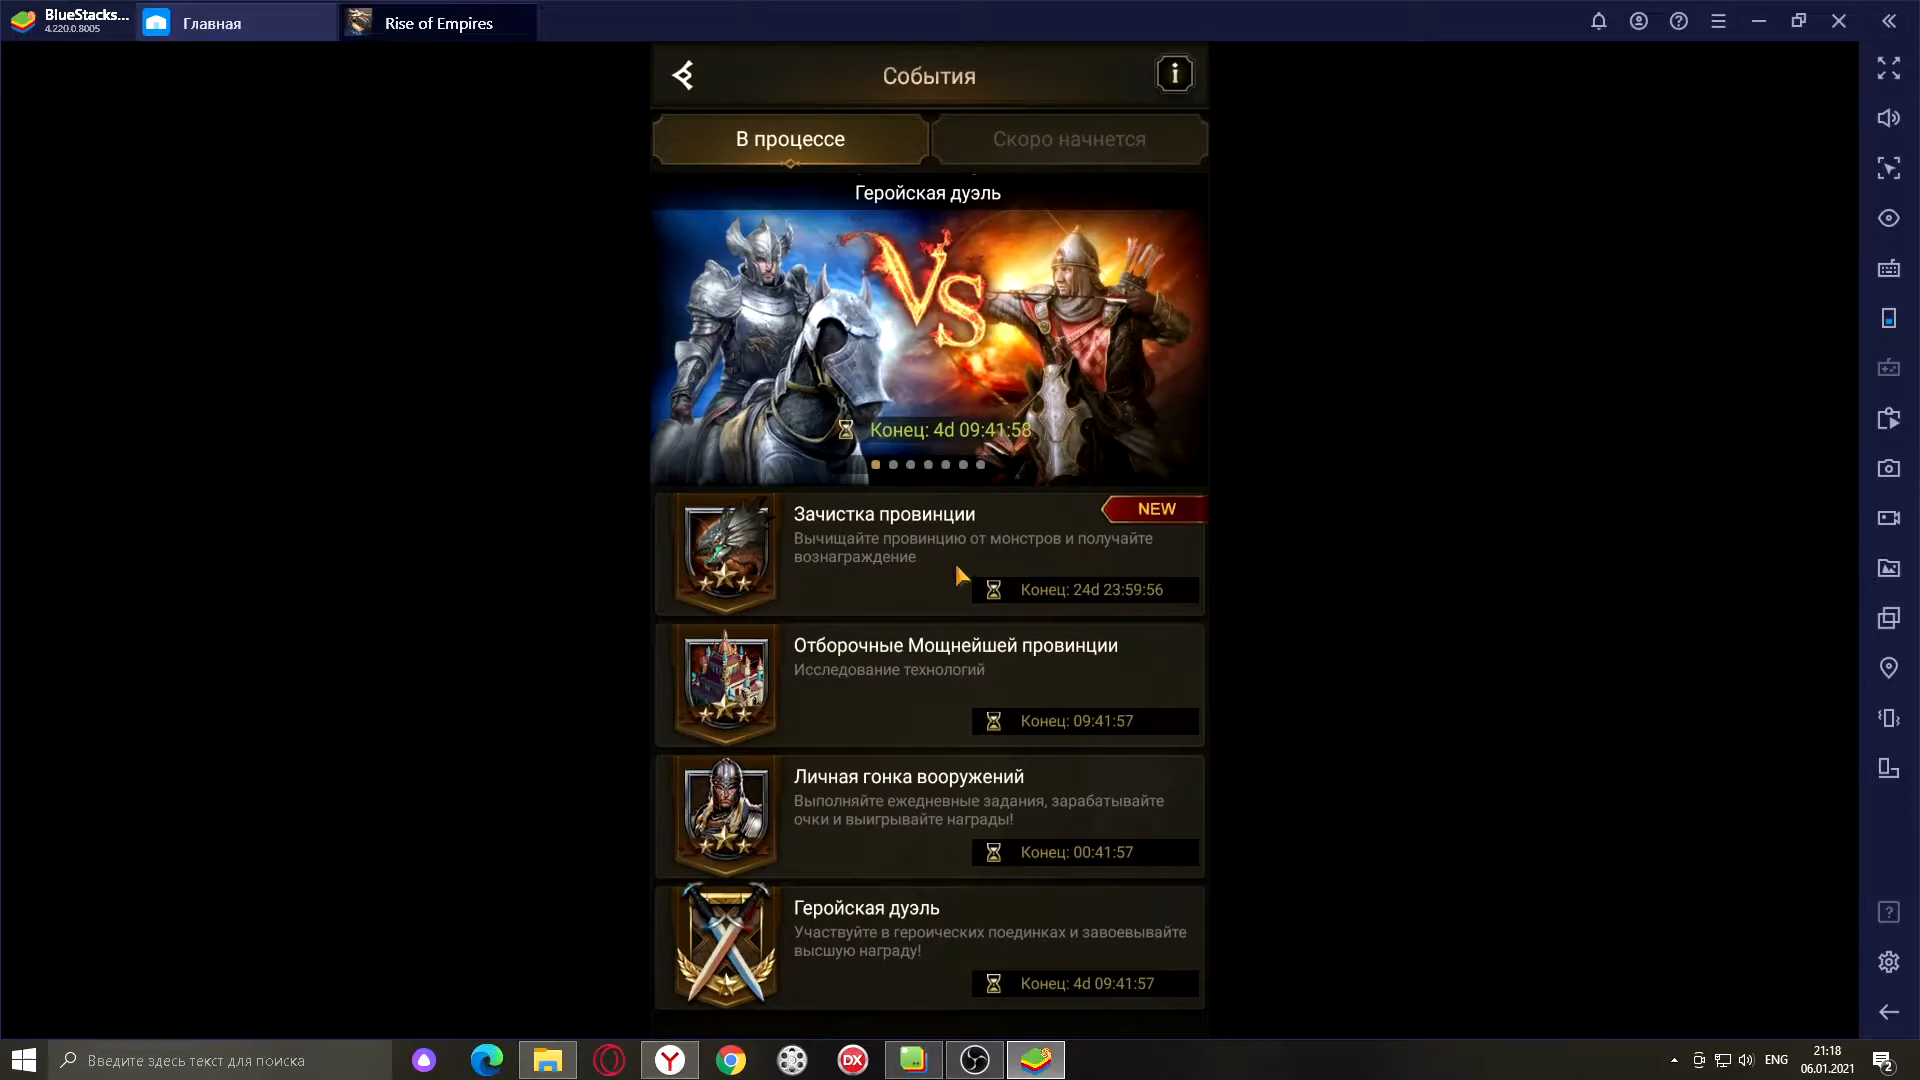 BlueStacks...
4.220.0.8005
Главная
Rise of Empires
События
i
В процессе
Скоро начнется
Геройская дуэль
VS
Конец: 4d 09:41:58
Зачистка провинции
NEW
Вычищайте провинцию от монстров и получайте
вознаграждение
Конец: 24d 23:59:56
Отборочные Мощнейшей провинции
Исследование технологий
Конец: 09:41:57
Личная гонка вооружений
Выполняйте ежедневные задания, зарабатывайте
очки и выигрывайте награды!
Конец: 00:41:57
Геройская дуэль
Участвуйте в героических поединках и завоевывайте
высшую награду!
Конец: 4d 09:41:57
Введите здесь текст для поиска
Y
DX
ENG
21:18
06.01.2021
2